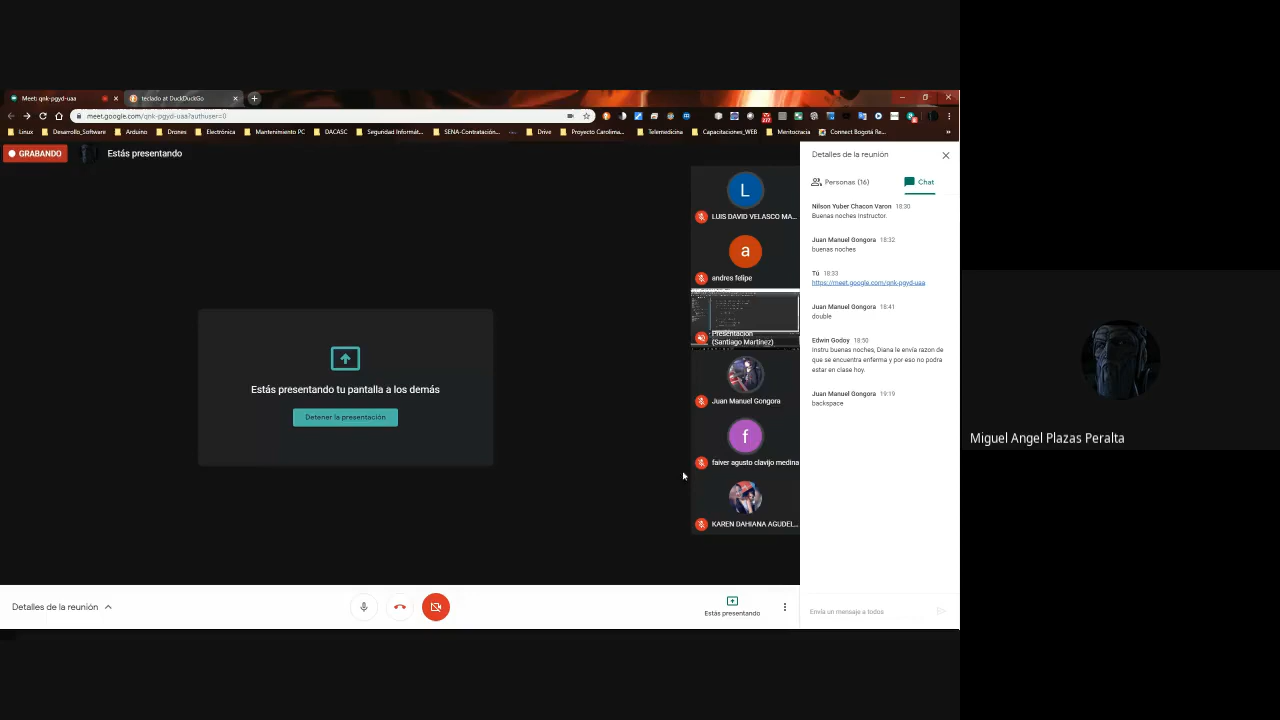 Meet: qnk-pgyd-uaa
teclado at DuckDuckGo
meet.google.com/qnk-pgyd-uaa?authuser=0
Linux
Desarrollo_Software
Arduino
Drones
Electrónica
Mantenimiento PC
DACASC
Seguridad Informát...
SENA-Contratación...
Drive
Proyecto Carolima...
Telemedicina
Capacitaciones_WEB
Meritocracia
Connect Bogotá Re...
GRABANDO
Estás presentando
Detalles de la reunión
Personas (16)
Chat
L
LUIS DAVID VELASCO MA...
a
andres felipe
Presentación
(Santiago Martínez)
Juan Manuel Gongora
f
faiver agusto clavijo medina
KAREN DAHIANA AGUDEL...
Estás presentando tu pantalla a los demás
Detener la presentación
Nilson Yuber Chacon Varon 18:30
Buenas noches Instructor.
Juan Manuel Gongora 18:32
buenas noches
Tú 18:33
https://meet.google.com/qnk-pgyd-uaa
Juan Manuel Gongora 18:41
double
Edwin Godoy 18:50
Instru buenas noches, Diana le envía razon de
que se encuentra enferma y por eso no podra
estar en clase hoy.
Juan Manuel Gongora 19:19
backspace
Miguel Angel Plazas Peralta
Detalles de la reunión
Estás presentando
Envía un mensaje a todos